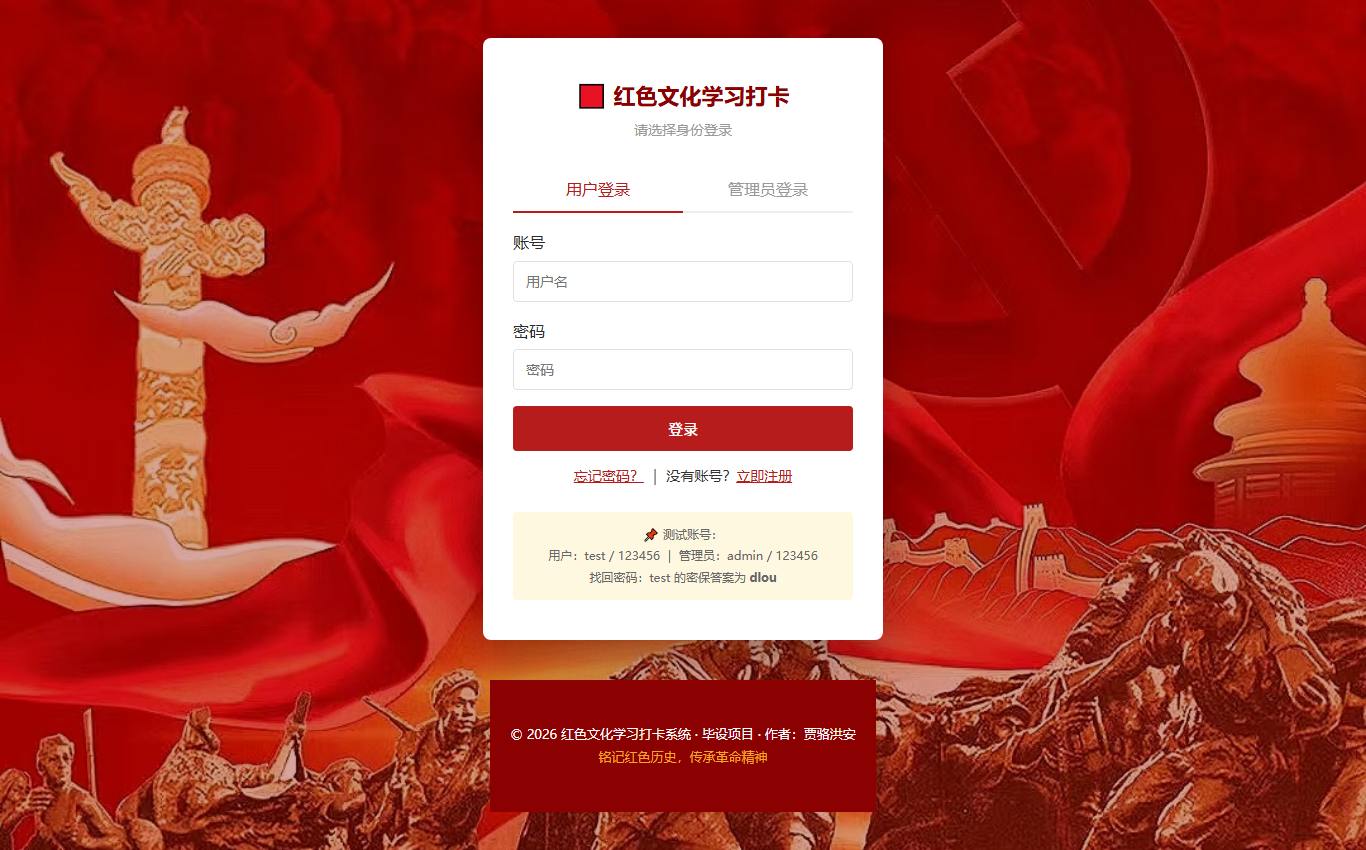 红色文化学习打卡
请选择身份登录
用户登录 管理员登录
账号
用户名
密码
密码
登录
忘记密码？ | 没有账号？立即注册
测试账号：
用户：test / 123456 | 管理员：admin / 123456
找回密码：test 的密保答案为 dlou
© 2026 红色文化学习打卡系统 · 毕设项目 · 作者：贾骆洪安
铭记红色历史，传承革命精神